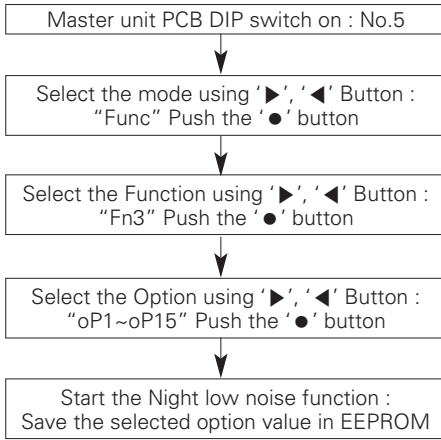 Master unit PCB DIP switch on : No.5
Select the mode using ‘▶’, ‘◀’ Button :
“Func” Push the ‘●’ button
Select the Function using ‘▶’, ‘◀’ Button :
“Fn3” Push the ‘●’ button
Select the Option using ‘▶’, ‘◀’ Button :
“oP1~oP15” Push the ‘●’ button
Start the Night low noise function :
Save the selected option value in EEPROM